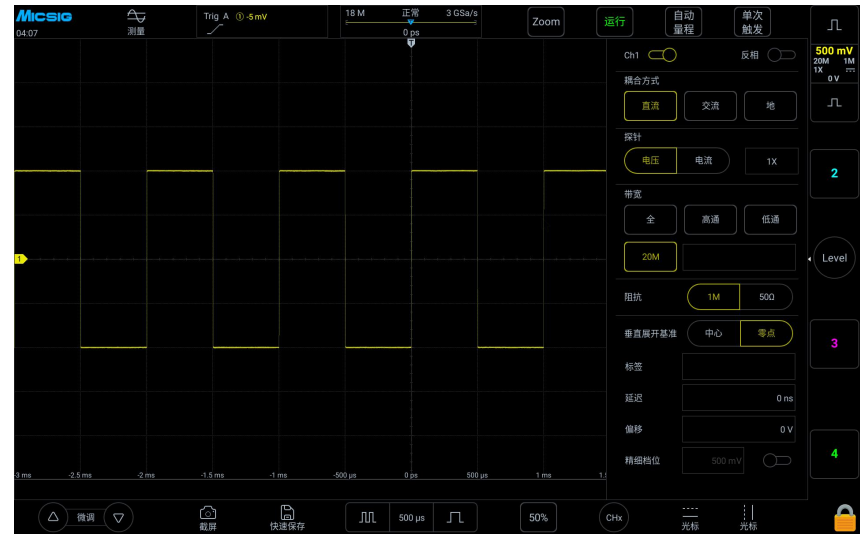 Micsig
04:07
测量
Trig A ① -5 mV
18 M 正常 3 GSa/s
0 ps
T
Zoom
运行
自动
量程
单次
触发
Ch1
反相
耦合方式
直流 交流 地
探针
电压 电流 1X
带宽
全 高通 低通
20M
阻抗 1M 50Ω
垂直展开基准 中心 零点
标签
延迟 0 ns
偏移 0 V
精细档位 500 mV
500 mV
20M 1M
1X
0 V
2
Level
3
4
1
-3 ms -2.5 ms -2 ms -1.5 ms -1 ms -500 μs 0 ps 500 μs 1 ms 1.5
微调
截屏
快速保存
500 μs
50%
CHx
光标
光标